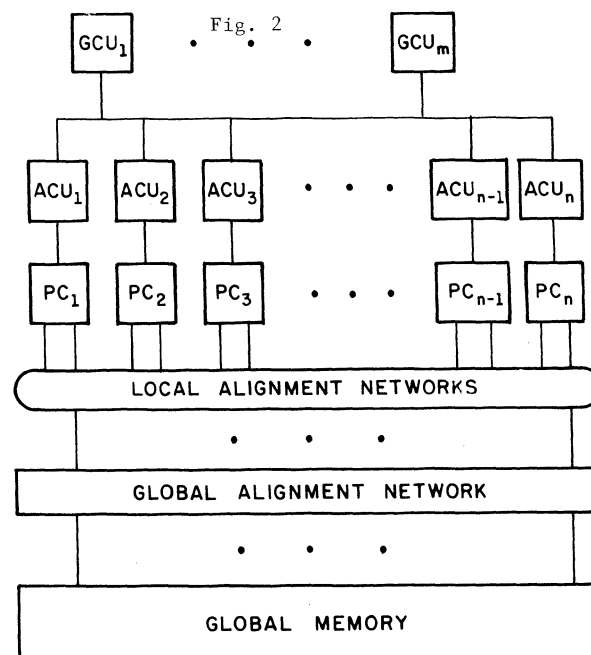 Fig. 2
GCU₁ GCUₘ
ACU₁ ACU₂ ACU₃ ACUₙ₋₁ ACUₙ
PC₁ PC₂ PC₃ PCₙ₋₁ PCₙ
LOCAL ALIGNMENT NETWORKS
GLOBAL ALIGNMENT NETWORK
GLOBAL MEMORY